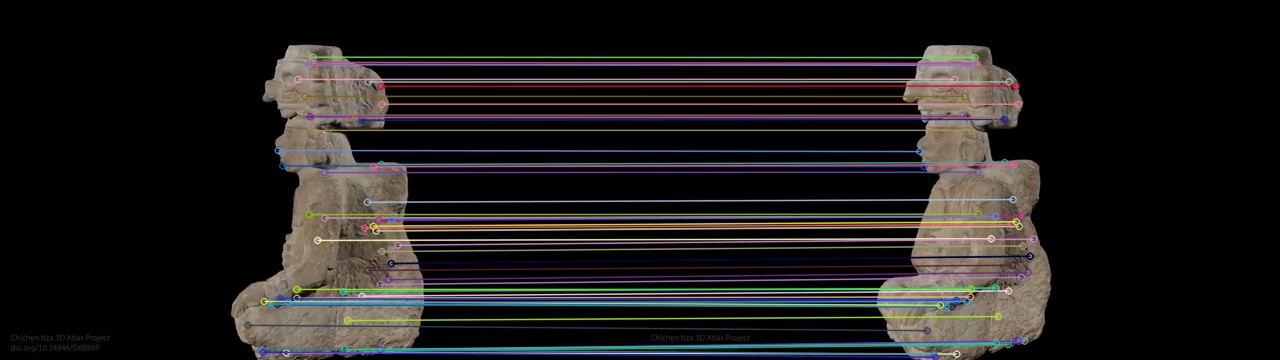 Chichen Itza 3D Atlas Project
doi.org/10.34946/D6888P
Chichen Itza 3D Atlas Project